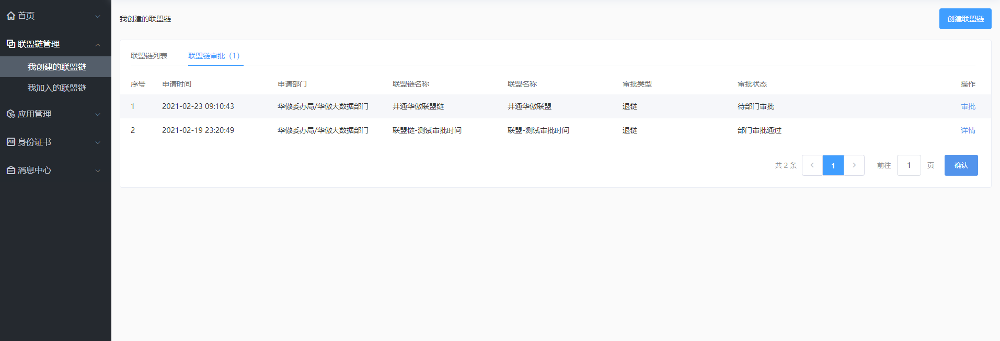 首页
联盟链管理
我创建的联盟链
我加入的联盟链
应用管理
身份证书
消息中心
我创建的联盟链
创建联盟链
联盟链列表 联盟链审批（1）
序号 申请时间 申请部门 联盟链名称 联盟名称 审批类型 审批状态 操作
1 2021-02-23 09:10:43 华傲委办局/华傲大数据部门 井通华傲联盟链 井通华傲联盟 退链 待部门审批 审批
2 2021-02-19 23:20:49 华傲委办局/华傲大数据部门 联盟链-测试审批时间 联盟-测试审批时间 退链 部门审批通过 详情
共 2 条 1 前往 1 页 确认